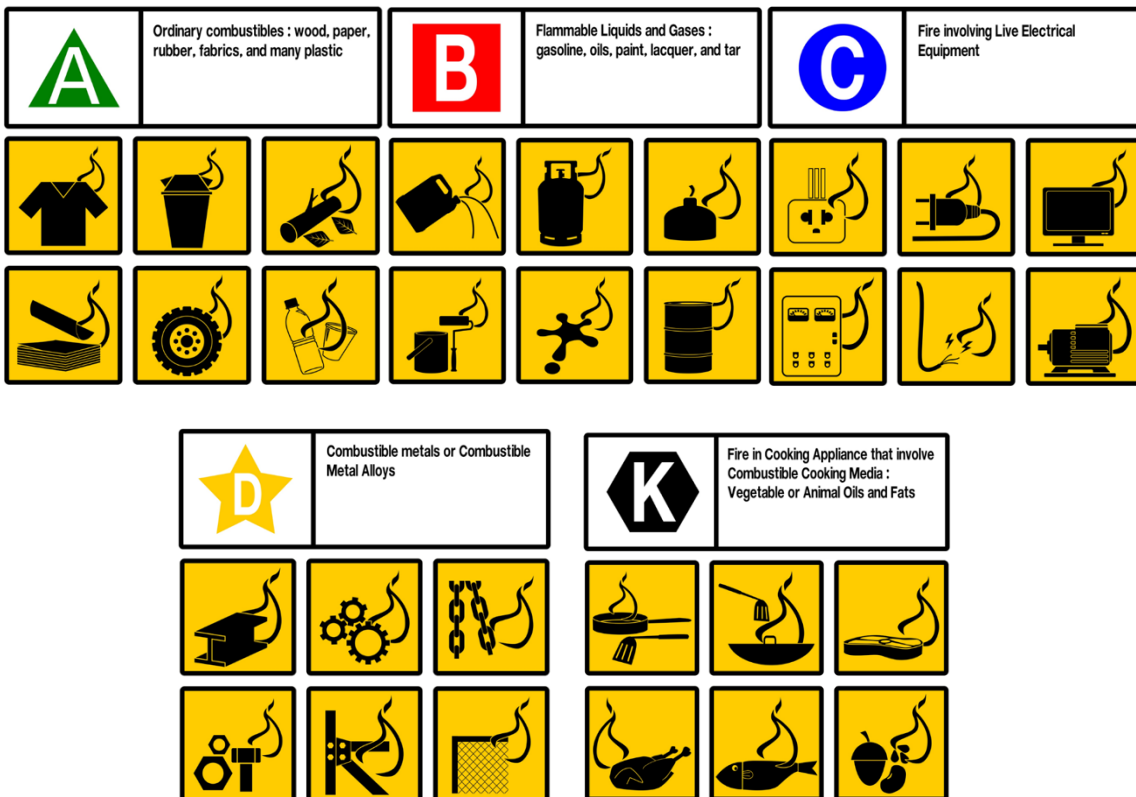 A
Ordinary combustibles : wood, paper,
rubber, fabrics, and many plastic
B
Flammable Liquids and Gases :
gasoline, oils, paint, lacquer, and tar
C
Fire involving Live Electrical
Equipment
D
Combustible metals or Combustible
Metal Alloys
K
Fire in Cooking Appliance that involve
Combustible Cooking Media :
Vegetable or Animal Oils and Fats